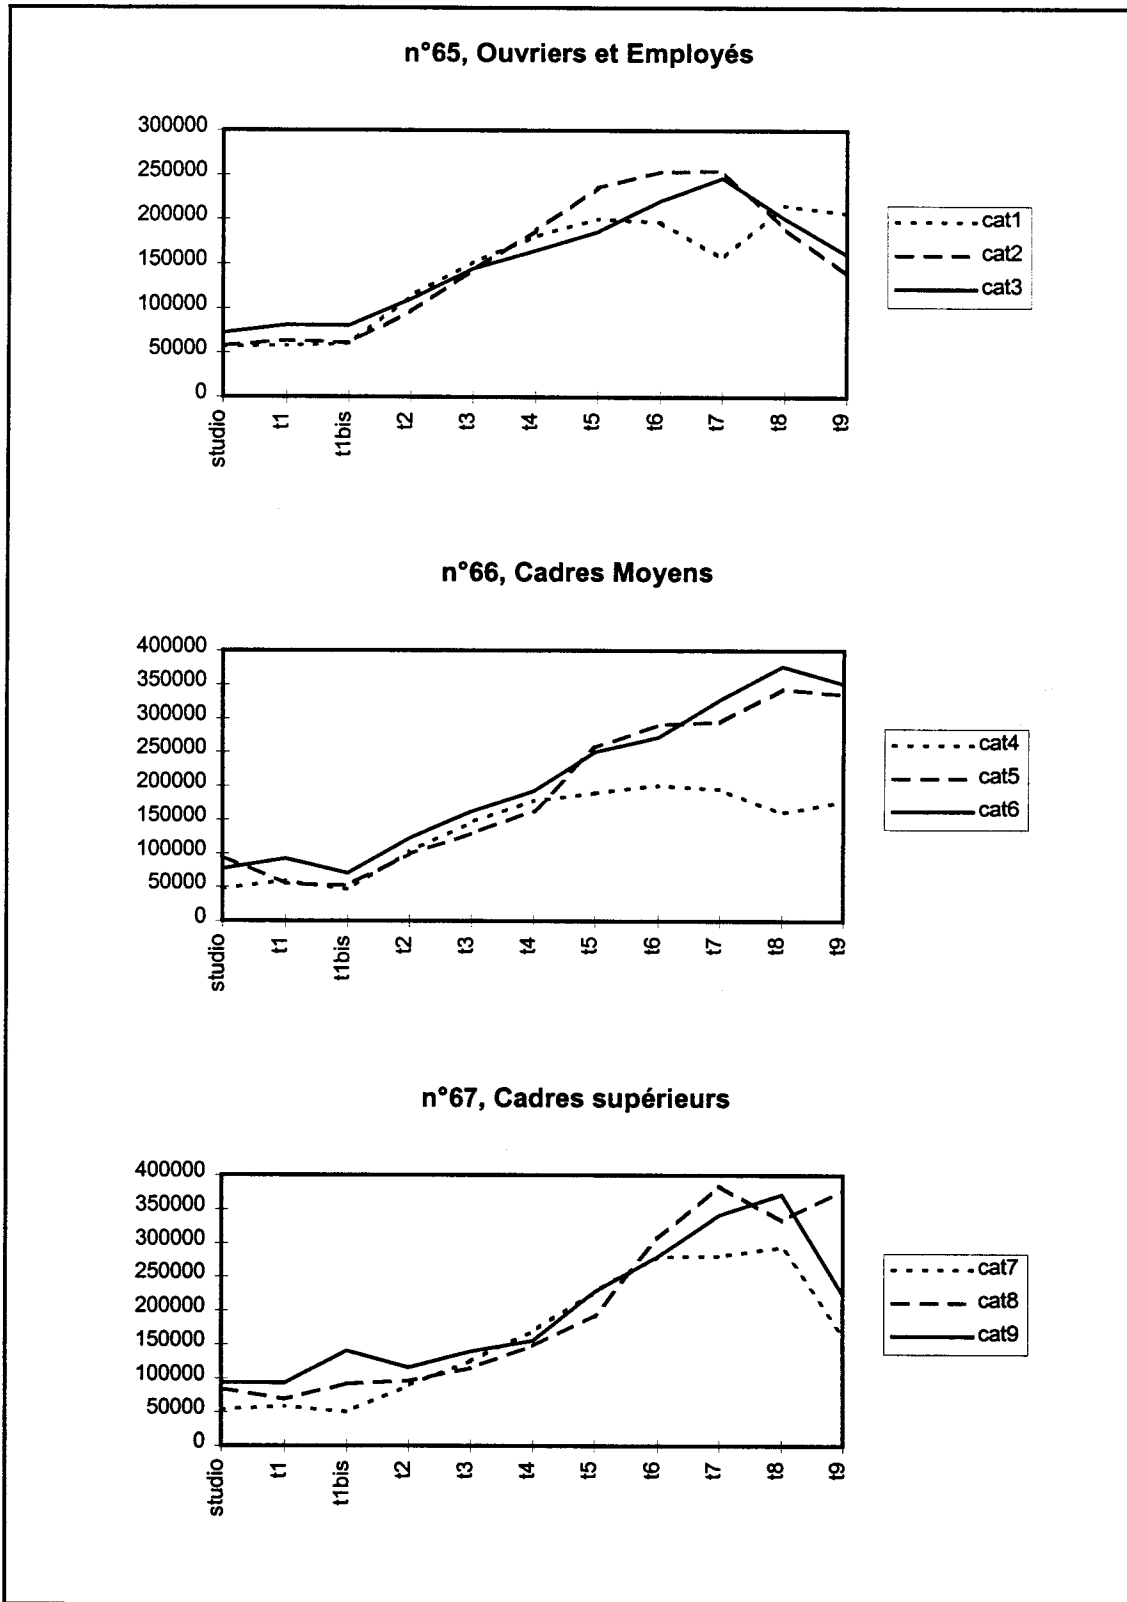 n°65, Ouvriers et Employés
300000
250000
200000
150000
100000
50000
0
studio
t1
t1bis
t2
t3
t4
t5
t6
t7
t8
t9
cat1
cat2
cat3
n°66, Cadres Moyens
400000
350000
300000
250000
200000
150000
100000
50000
0
studio
t1
t1bis
t2
t3
t4
t5
t6
t7
t8
t9
cat4
cat5
cat6
n°67, Cadres supérieurs
400000
350000
300000
250000
200000
150000
100000
50000
0
studio
t1
t1bis
t2
t3
t4
t5
t6
t7
t8
t9
cat7
cat8
cat9